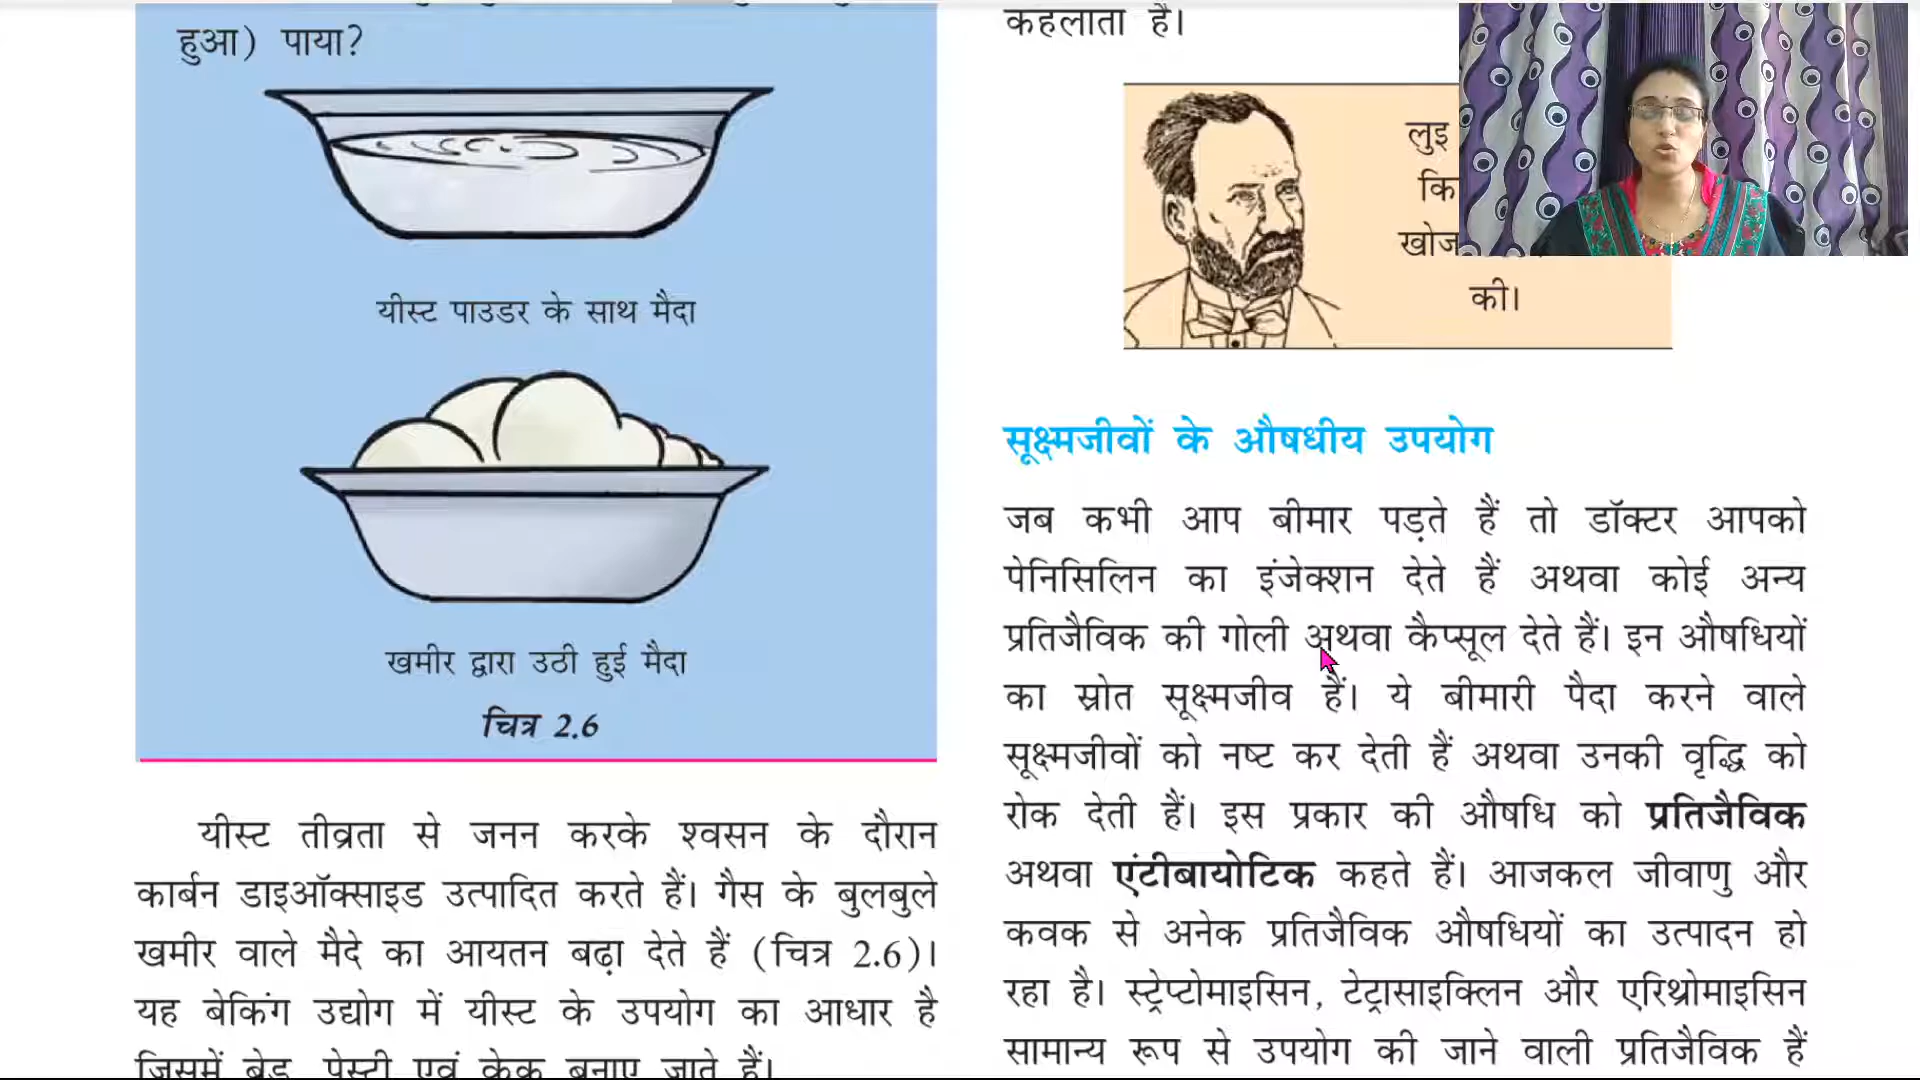 हुआ) पाया?
यीस्ट पाउडर के साथ मैदा
खमीर द्वारा उठी हुई मैदा
चित्र 2.6
यीस्ट तीव्रता से जनन करके श्वसन के दौरान
कार्बन डाइऑक्साइड उत्पादित करते हैं। गैस के बुलबुले
खमीर वाले मैदे का आयतन बढ़ा देते हैं (चित्र 2.6)।
यह बेकिंग उद्योग में यीस्ट के उपयोग का आधार है
जिसमें ब्रेड, पेस्ट्री एवं केक बनाए जाते हैं।
कहलाता है।
लुइ
कि
खोज
की।
सूक्ष्मजीवों के औषधीय उपयोग
जब कभी आप बीमार पड़ते हैं तो डॉक्टर आपको
पेनिसिलिन का इंजेक्शन देते हैं अथवा कोई अन्य
प्रतिजैविक की गोली अथवा कैप्सूल देते हैं। इन औषधियों
का स्रोत सूक्ष्मजीव हैं। ये बीमारी पैदा करने वाले
सूक्ष्मजीवों को नष्ट कर देती हैं अथवा उनकी वृद्धि को
रोक देती हैं। इस प्रकार की औषधि को प्रतिजैविक
अथवा एंटीबायोटिक कहते हैं। आजकल जीवाणु और
कवक से अनेक प्रतिजैविक औषधियों का उत्पादन हो
रहा है। स्ट्रेप्टोमाइसिन, टेट्रासाइक्लिन और एरिथ्रोमाइसिन
सामान्य रूप से उपयोग की जाने वाली प्रतिजैविक हैं